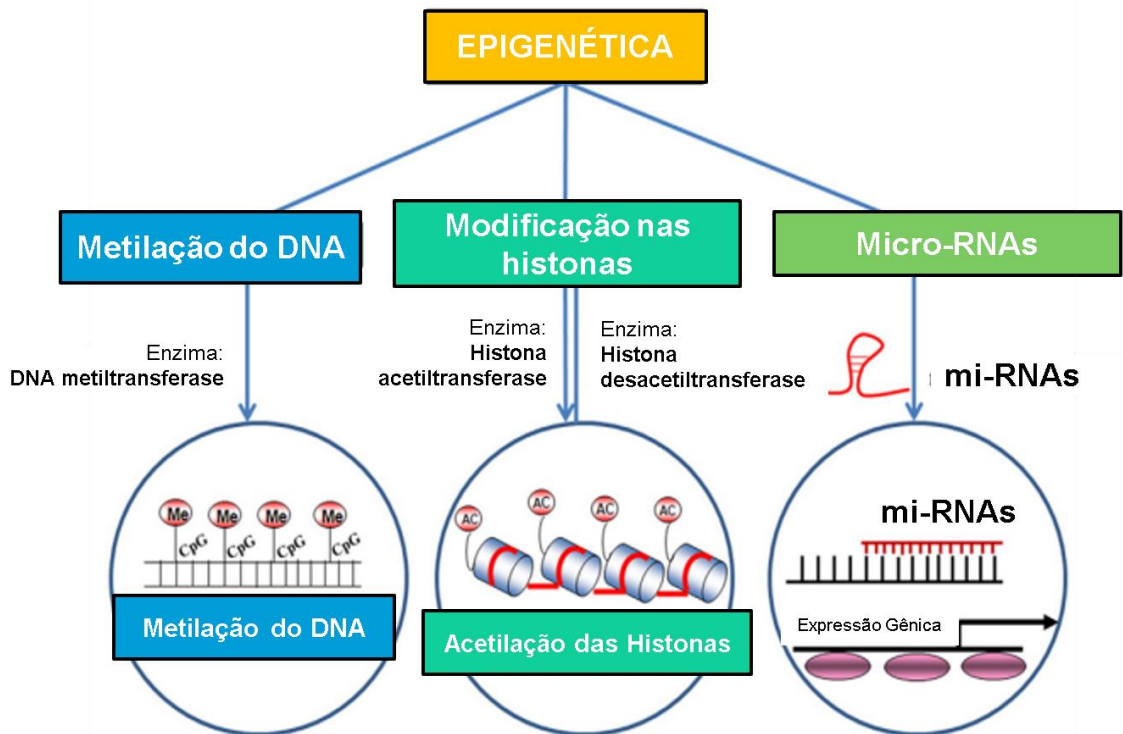 EPIGENÉTICA
Metilação do DNA
Modificação nas
histonas
Micro-RNAs
Enzima:
DNA metiltransferase
Enzima:
Histona
acetiltransferase
Enzima:
Histona
desacetiltransferase
mi-RNAs
Me Me Me Me
CpG CpG CpG CpG
Metilação do DNA
AC AC AC AC
Acetilação das Histonas
mi-RNAs
Expressão Gênica